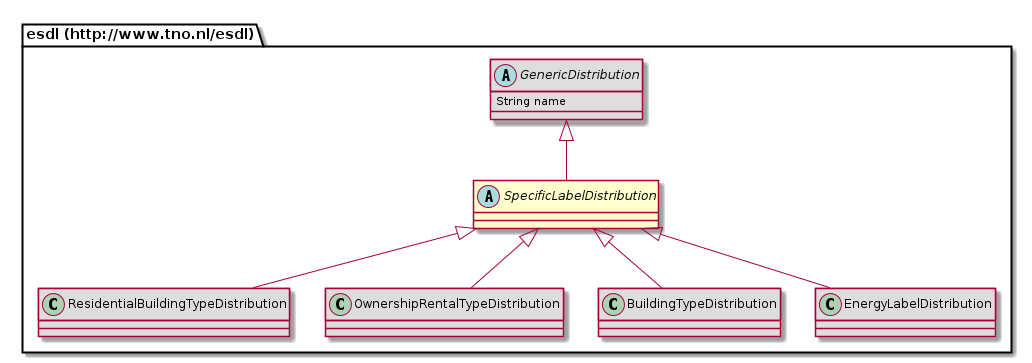 esdl (http://www.tno.nl/esdl)
A GenericDistribution
String name
A SpecificLabelDistribution
C ResidentialBuildingTypeDistribution
C OwnershipRentalTypeDistribution
C BuildingTypeDistribution
C EnergyLabelDistribution